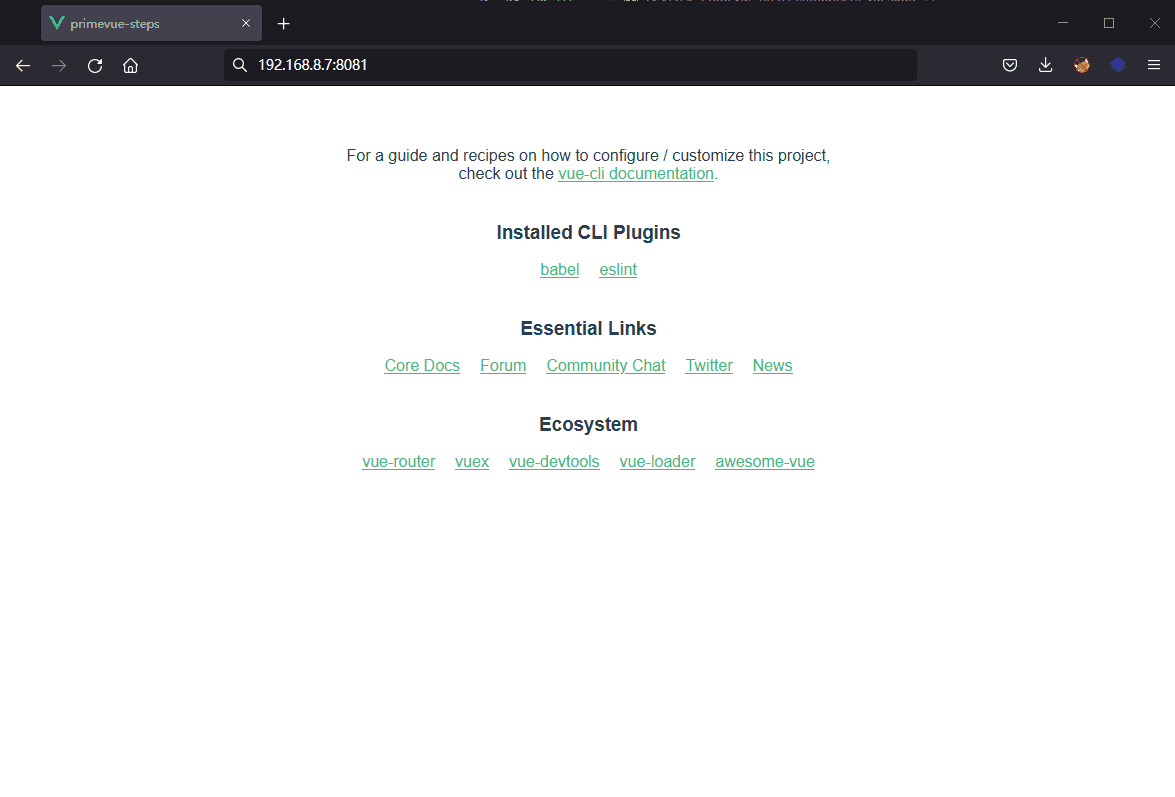 primevue-steps
192.168.8.7:8081
For a guide and recipes on how to configure / customize this project,
check out the vue-cli documentation.
Installed CLI Plugins
babel eslint
Essential Links
Core Docs Forum Community Chat Twitter News
Ecosystem
vue-router vuex vue-devtools vue-loader awesome-vue